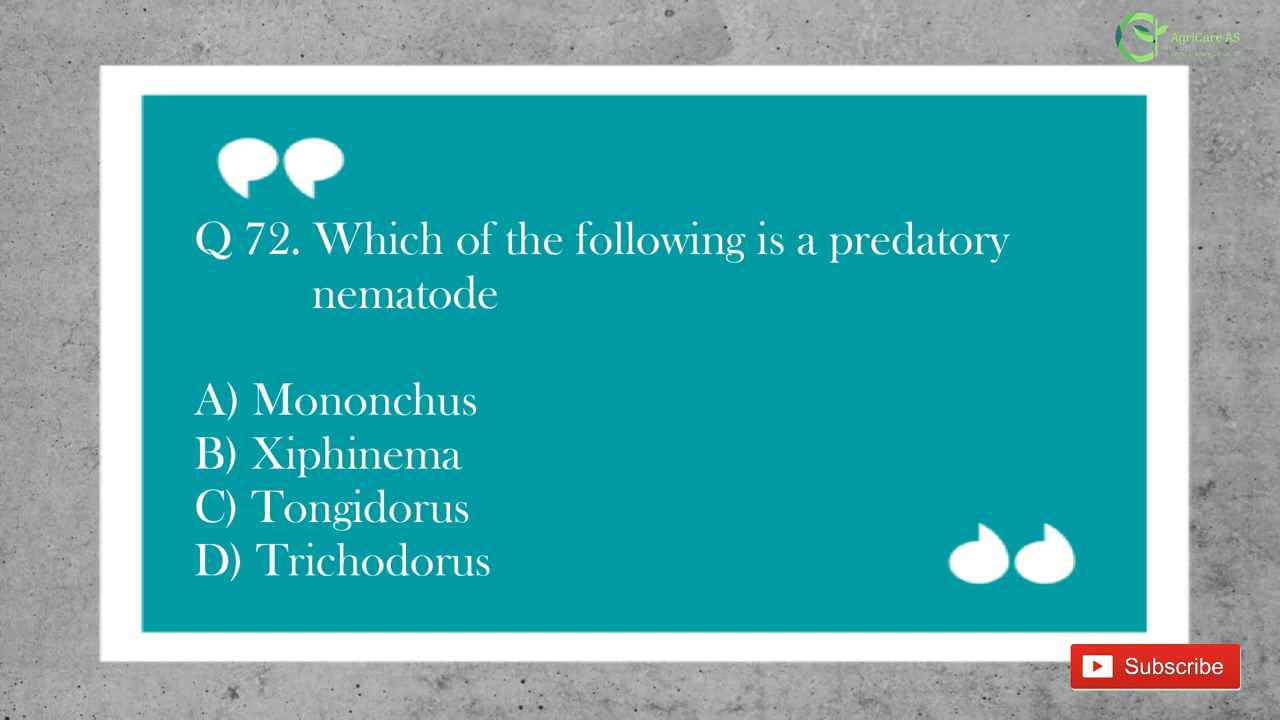 AgriCare AS
Q 72. Which of the following is a predatory
nematode
A) Mononchus
B) Xiphinema
C) Tongidorus
D) Trichodorus
Subscribe